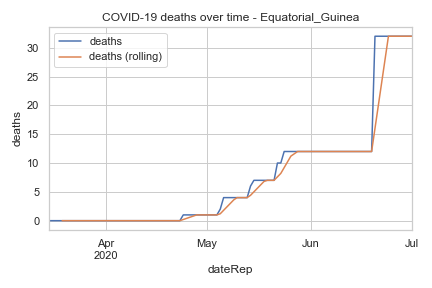 COVID-19 deaths over time - Equatorial_Guinea
deaths
deaths (rolling)
30
25
20
15
10
5
0
deaths
Apr
2020
May
Jun
Jul
dateRep